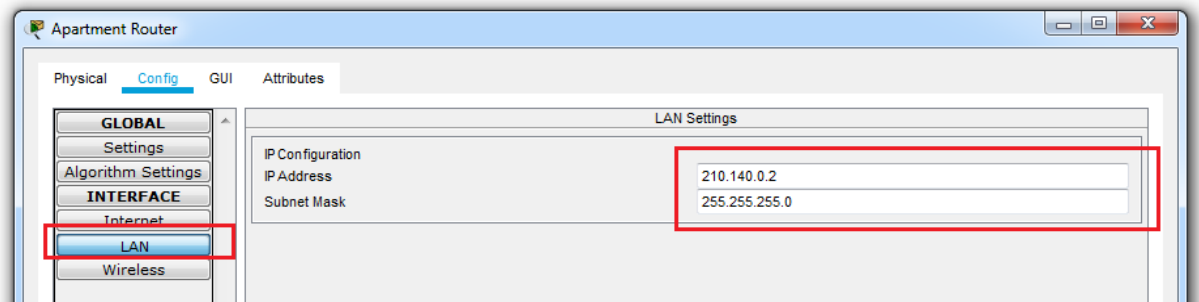 Apartment Router
Physical Config GUI Attributes
GLOBAL
Settings
Algorithm Settings
INTERFACE
Internet
LAN
Wireless
LAN Settings
IP Configuration
IP Address 210.140.0.2
Subnet Mask 255.255.255.0